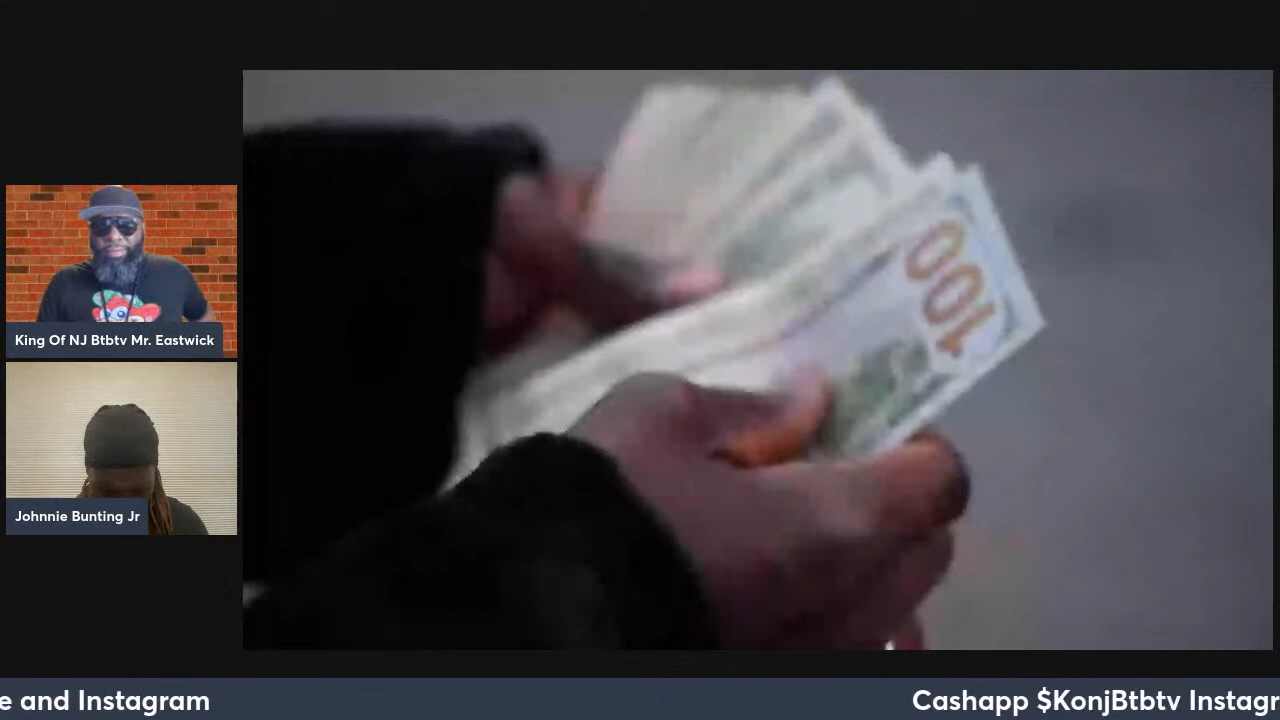 100
King Of NJ Btbtv Mr. Eastwick
Johnnie Bunting Jr
e and Instagram
Cashapp $KonjBtbtv Instagr